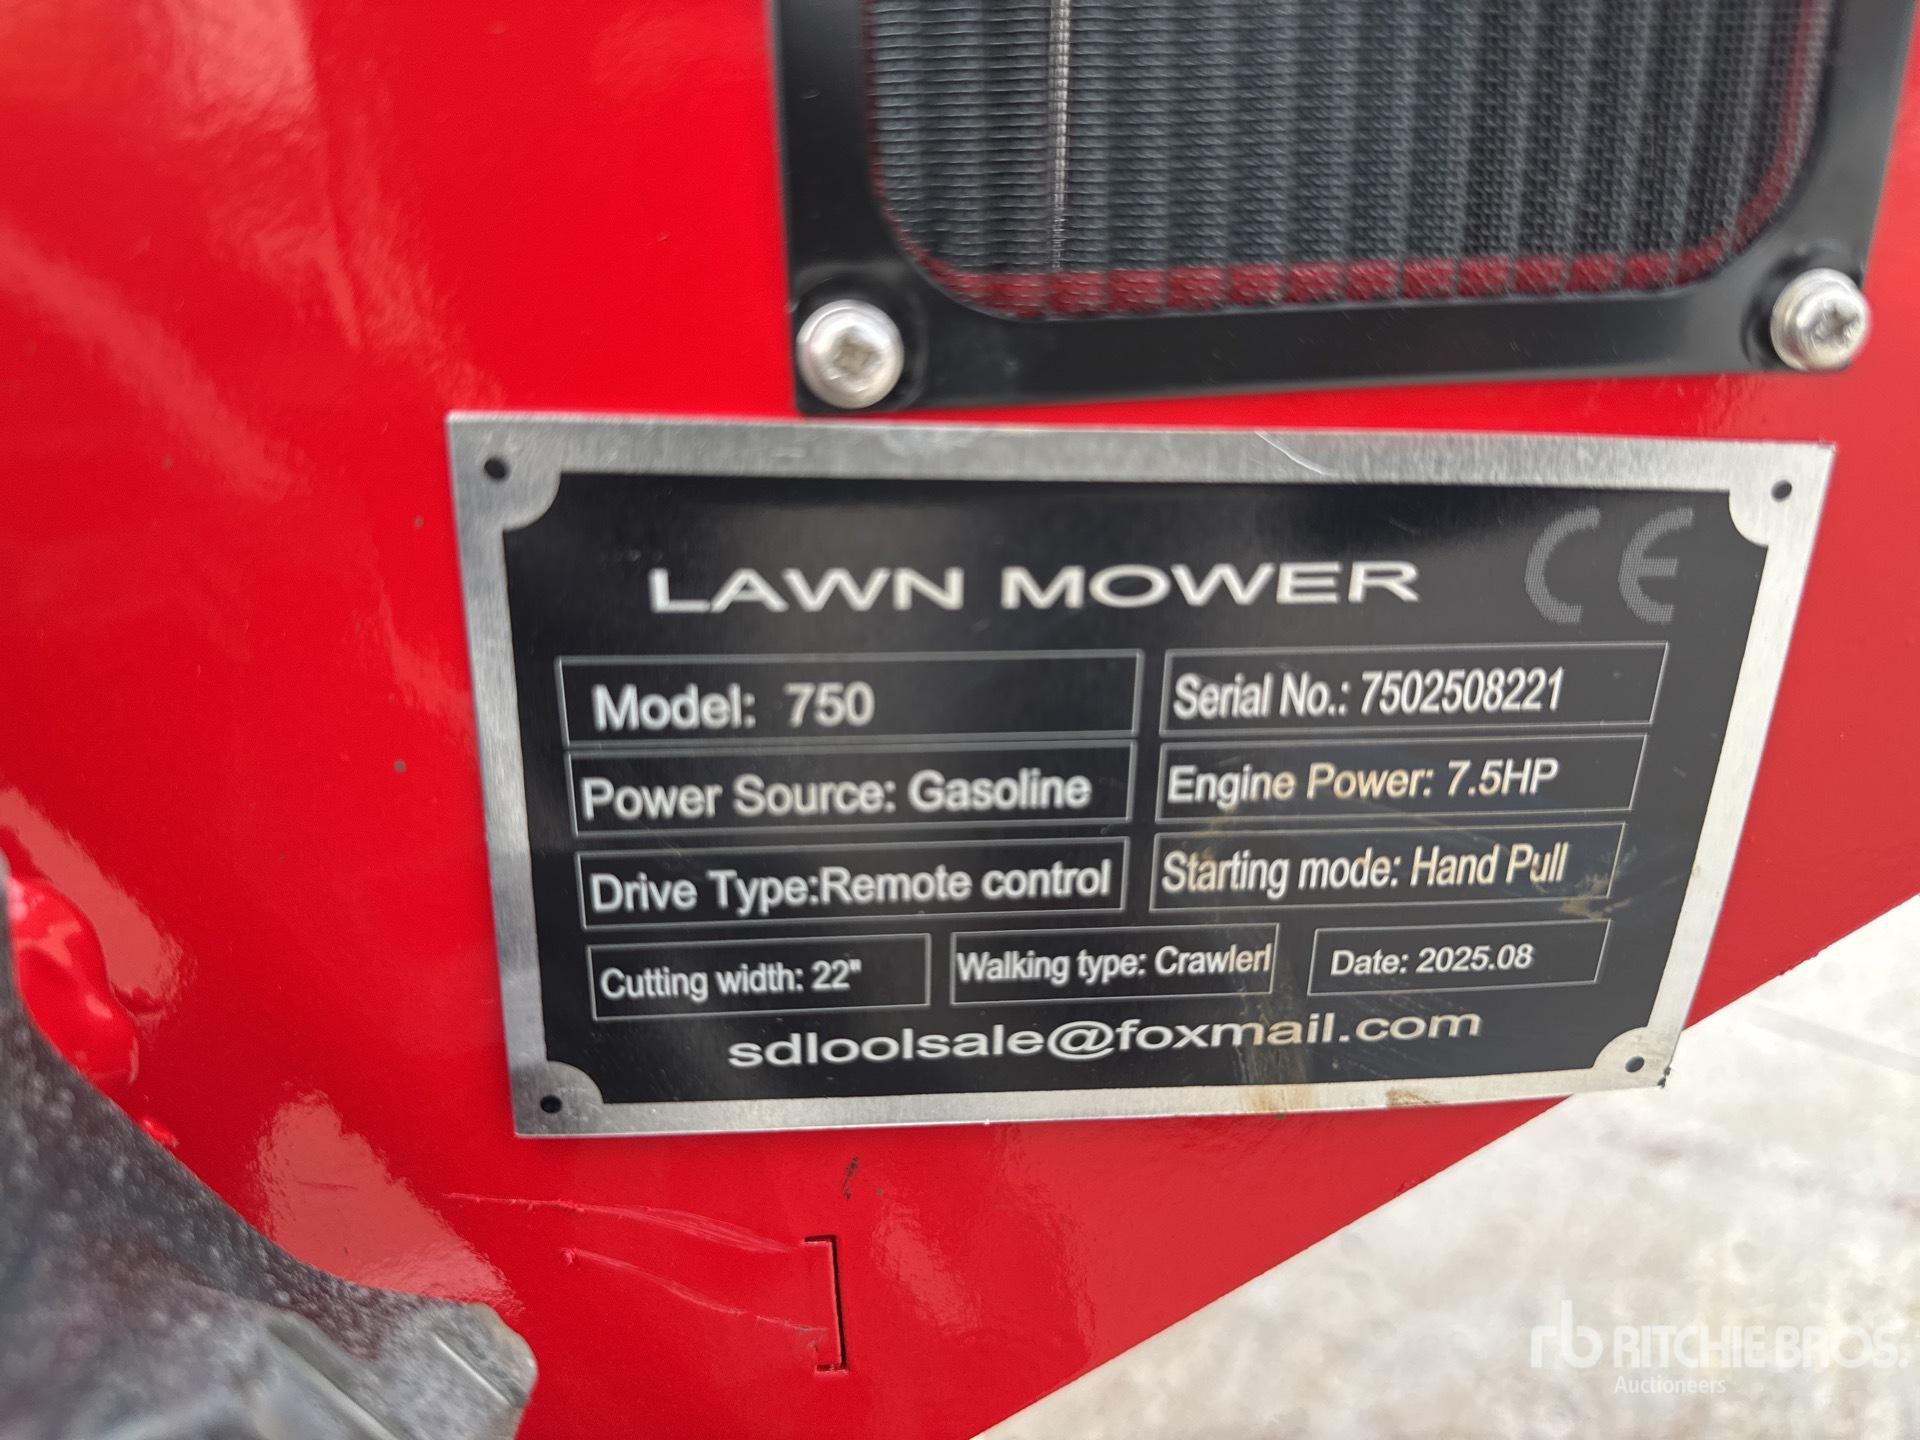 CE
LAWN MOWER
Model: 750
Serial No.: 7502508221
Power Source: Gasoline
Engine Power: 7.5HP
Drive Type:Remote control
Starting mode: Hand Pull
Cutting width: 22"
Walking type: Crawlerl
Date: 2025.08
sdloolsale@foxmail.com
rb RITCHIE BROS.
Auctioneers